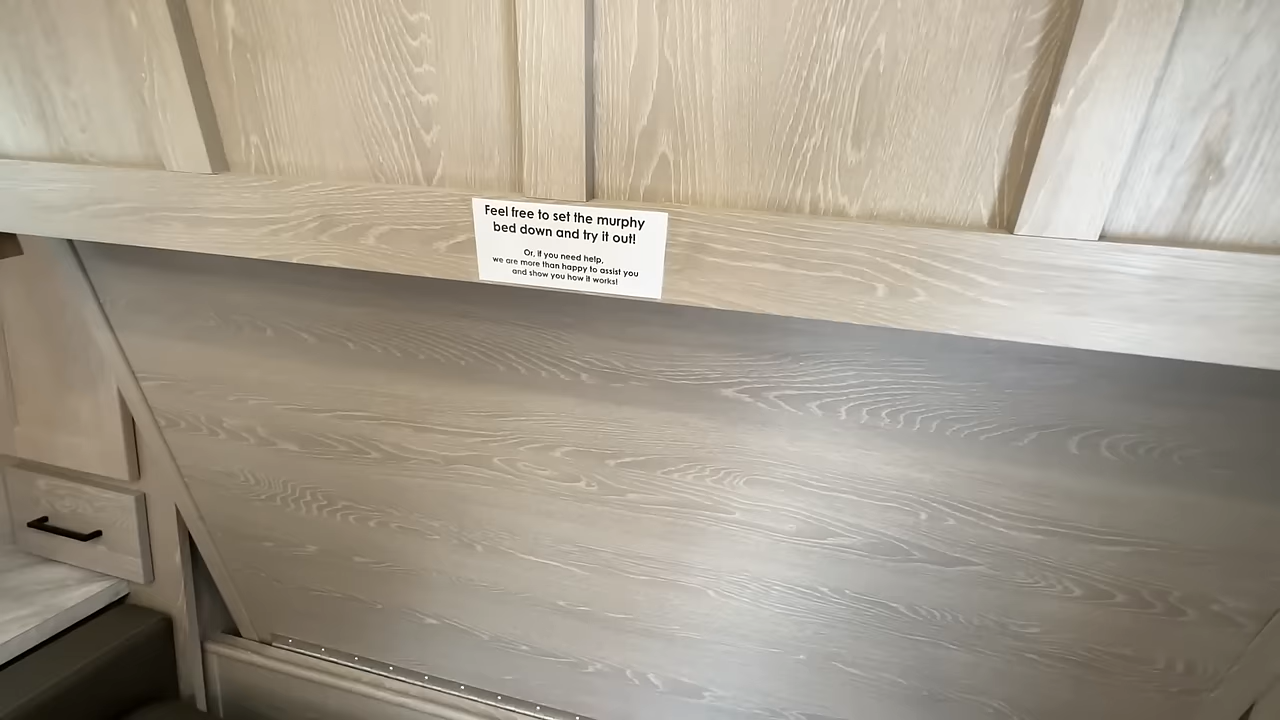 Feel free to set the murphy
bed down and try it out!
Or, if you need help,
we are more than happy to assist you
and show you how it works!